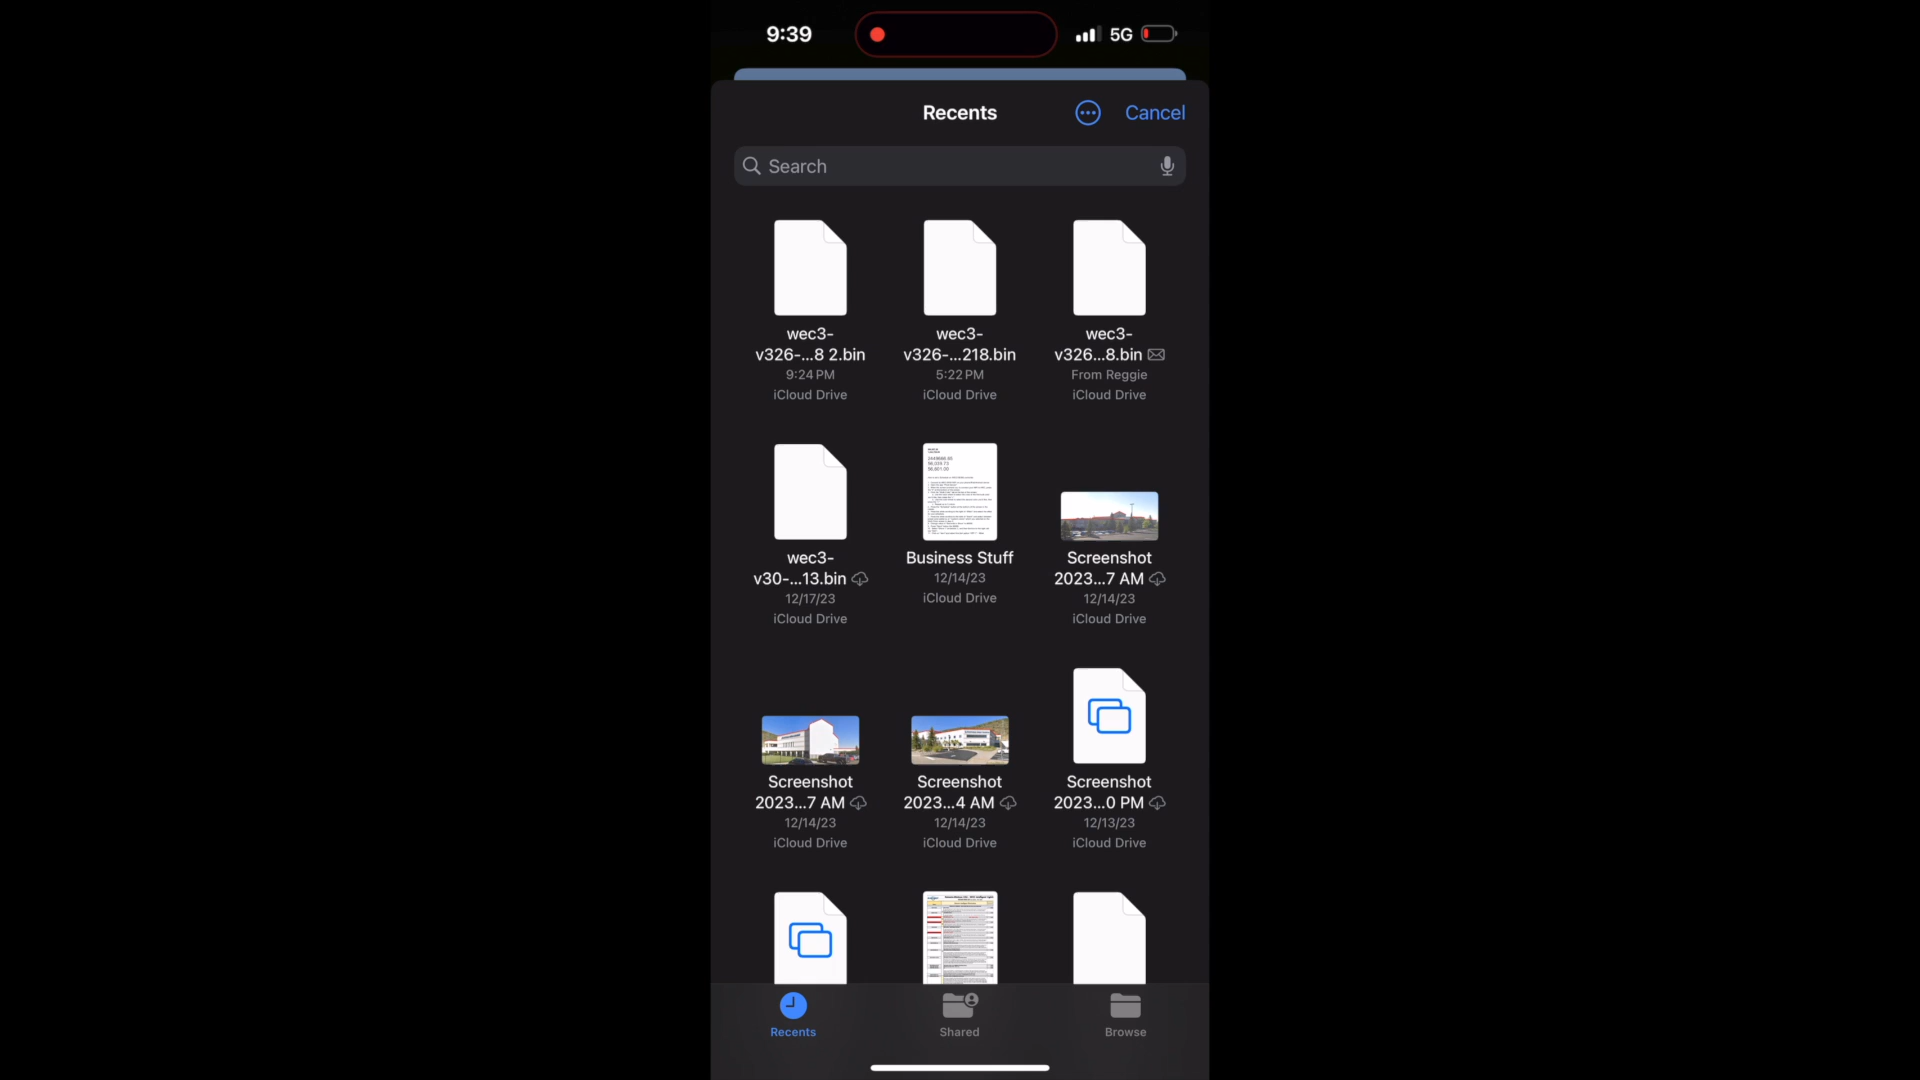 9:39
5G
Recents
Cancel
Search
wec3-
v326-...8 2.bin
9:24 PM
iCloud Drive
wec3-
v326-...218.bin
5:22 PM
iCloud Drive
wec3-
v326...8.bin
From Reggie
iCloud Drive
wec3-
v30-...13.bin
12/17/23
iCloud Drive
Business Stuff
12/14/23
iCloud Drive
Screenshot
2023...7 AM
12/14/23
iCloud Drive
Screenshot
2023...7 AM
12/14/23
iCloud Drive
Screenshot
2023...4 AM
12/14/23
iCloud Drive
Screenshot
2023...0 PM
12/13/23
iCloud Drive
Recents
Shared
Browse